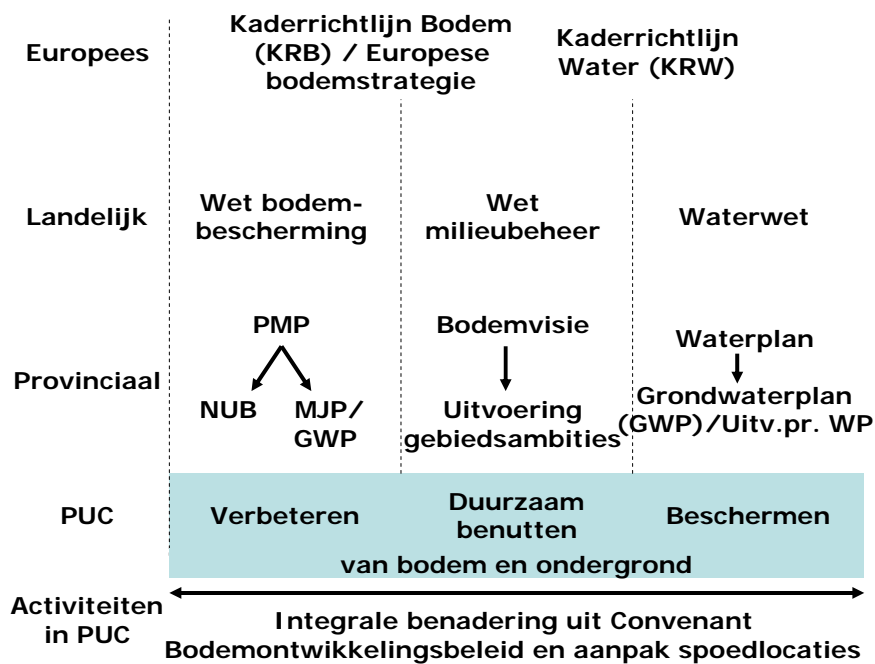 Europees
Kaderrichtlijn Bodem
(KRB) / Europese
bodemstrategie
Kaderrichtlijn
Water (KRW)
Landelijk
Wet bodem-
bescherming
Wet
milieubeheer
Waterwet
Provinciaal
PMP
NUB
MJP/
GWP
Bodemvisie
Uitvoering
gebiedsambities
Waterplan
Grondwaterplan
(GWP)/Uitv.pr. WP
PUC
Verbeteren
Duurzaam
benutten
Beschermen
van bodem en ondergrond
Activiteiten
in PUC
Integrale benadering uit Convenant
Bodemontwikkelingsbeleid en aanpak spoedlocaties